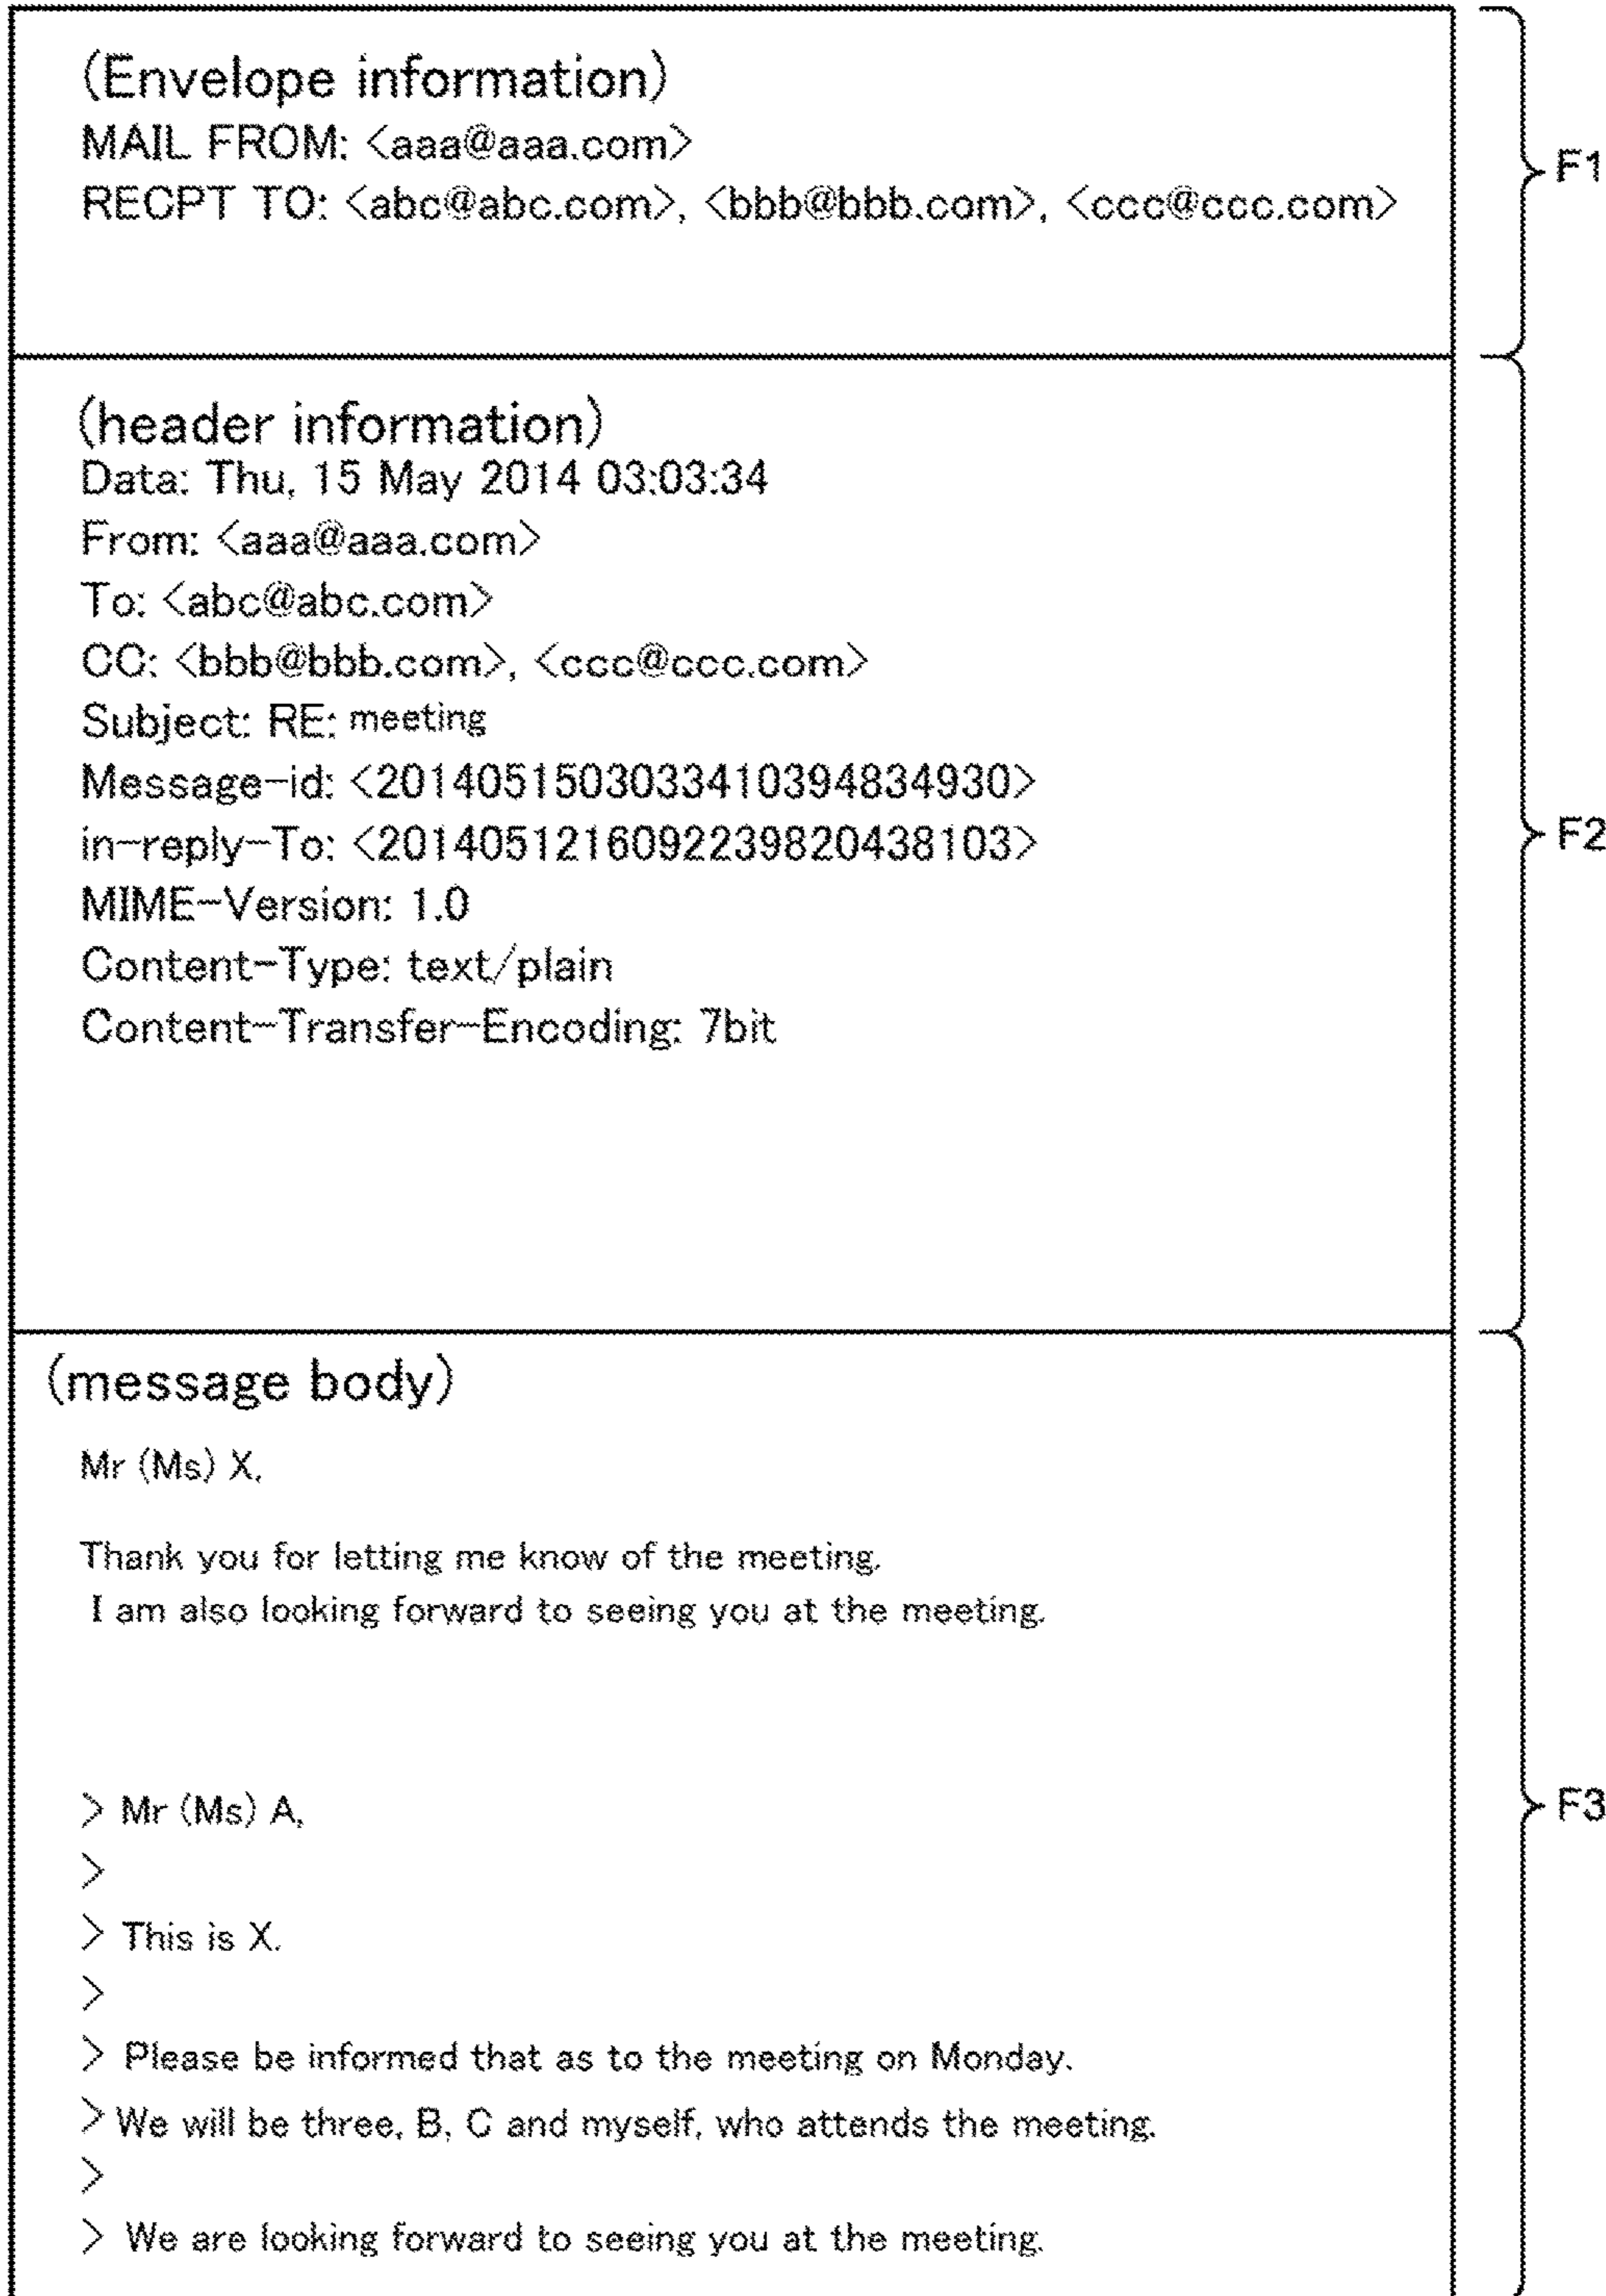 (Envelope information)
MAIL FROM: <aaa@aaa.com>
RECPT TO: <abc@abc.com>, <bbb@bbb.com>, <ccc@ccc.com>
F1
(header information)
Data: Thu, 15 May 2014 03:03:34
From: <aaa@aaa.com>
To: <abc@abc.com>
CC: <bbb@bbb.com>, <ccc@ccc.com>
Subject: RE: meeting
Message-id: <2014051503033410394834930>
in-reply-To: <20140512160922239820438103>
MIME-Version: 1.0
Content-Type: text/plain
Content-Transfer-Encoding: 7bit
F2
(message body)
Mr (Ms) X,
Thank you for letting me know of the meeting.
I am also looking forward to seeing you at the meeting.
> Mr (Ms) A,
>
> This is X.
>
> Please be informed that as to the meeting on Monday.
> We will be three, B, C and myself, who attends the meeting.
>
> We are looking forward to seeing you at the meeting.
F3